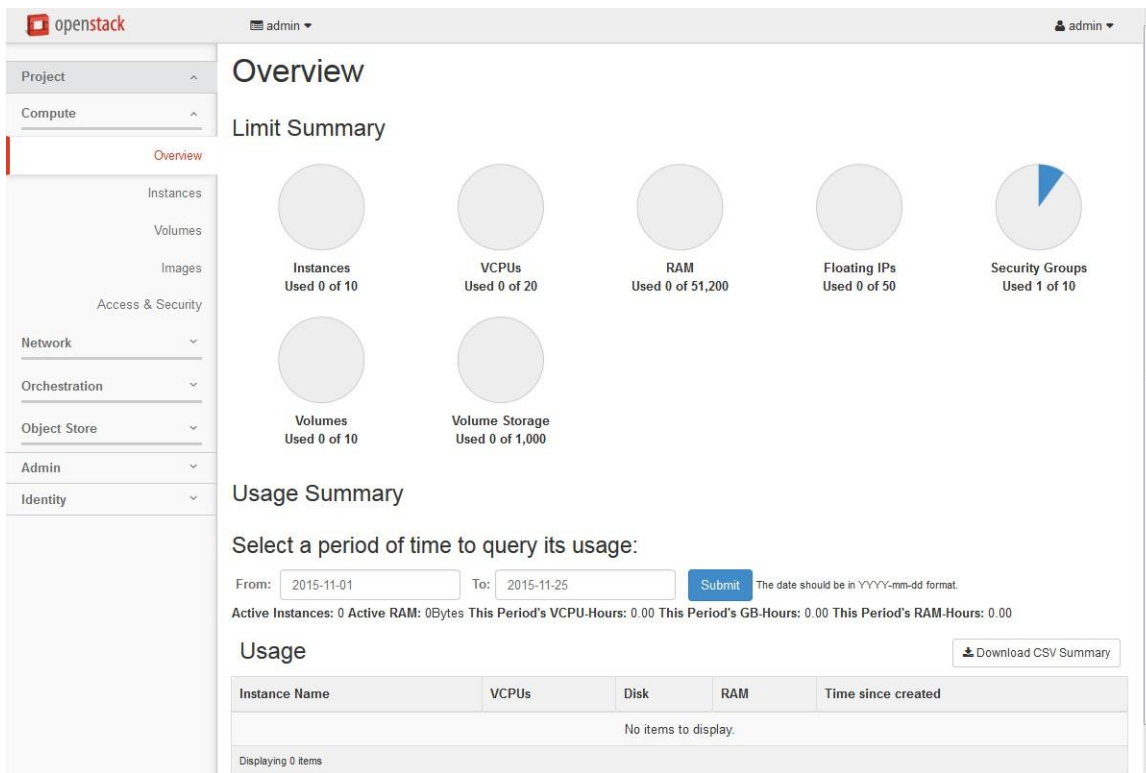 openstack
admin
admin
Project
Compute
Overview
Instances
Volumes
Images
Access & Security
Network
Orchestration
Object Store
Admin
Identity
Overview
Limit Summary
Instances
Used 0 of 10
VCPUs
Used 0 of 20
RAM
Used 0 of 51,200
Floating IPs
Used 0 of 50
Security Groups
Used 1 of 10
Volumes
Used 0 of 10
Volume Storage
Used 0 of 1,000
Usage Summary
Select a period of time to query its usage:
From: 2015-11-01 To: 2015-11-25 Submit The date should be in YYYY-mm-dd format.
Active Instances: 0 Active RAM: 0Bytes This Period's VCPU-Hours: 0.00 This Period's GB-Hours: 0.00 This Period's RAM-Hours: 0.00
Usage
Download CSV Summary
Instance Name VCPUs Disk RAM Time since created
No items to display.
Displaying 0 items